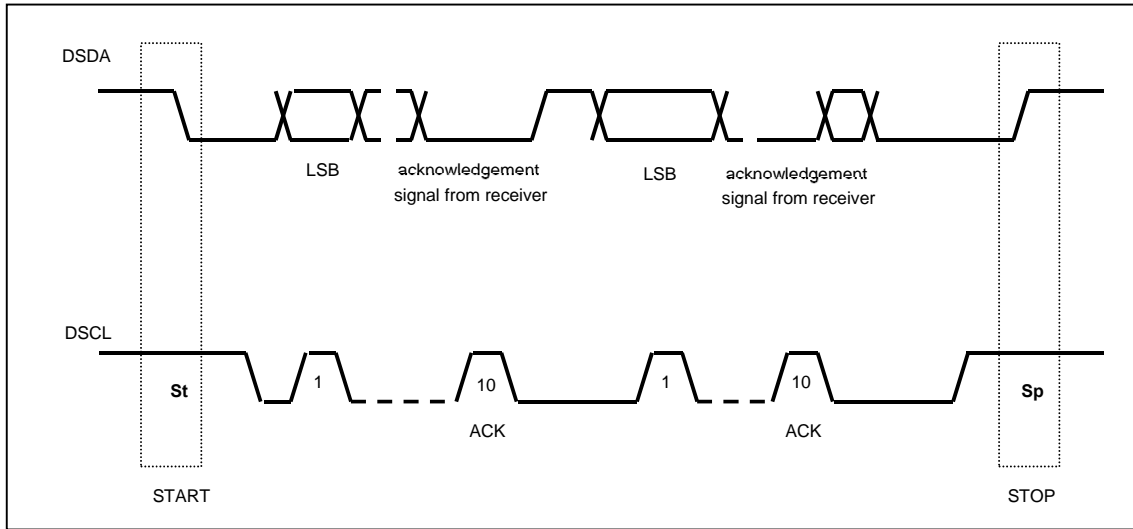 DSDA
LSB
acknowledgement
signal from receiver
LSB
acknowledgement
signal from receiver
DSCL
St
1
10
1
10
Sp
ACK
ACK
START
STOP